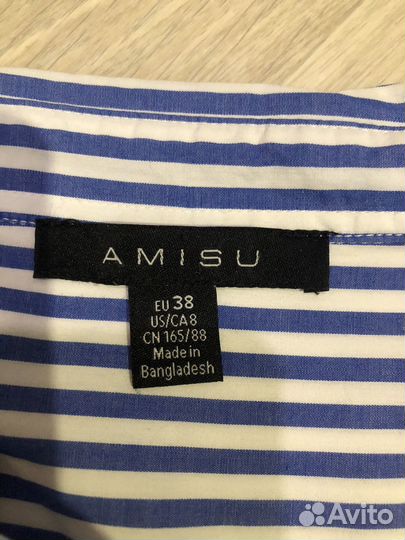 AMISU
EU 38
US/CA 8
CN 165/88
Made in
Bangladesh
Avito